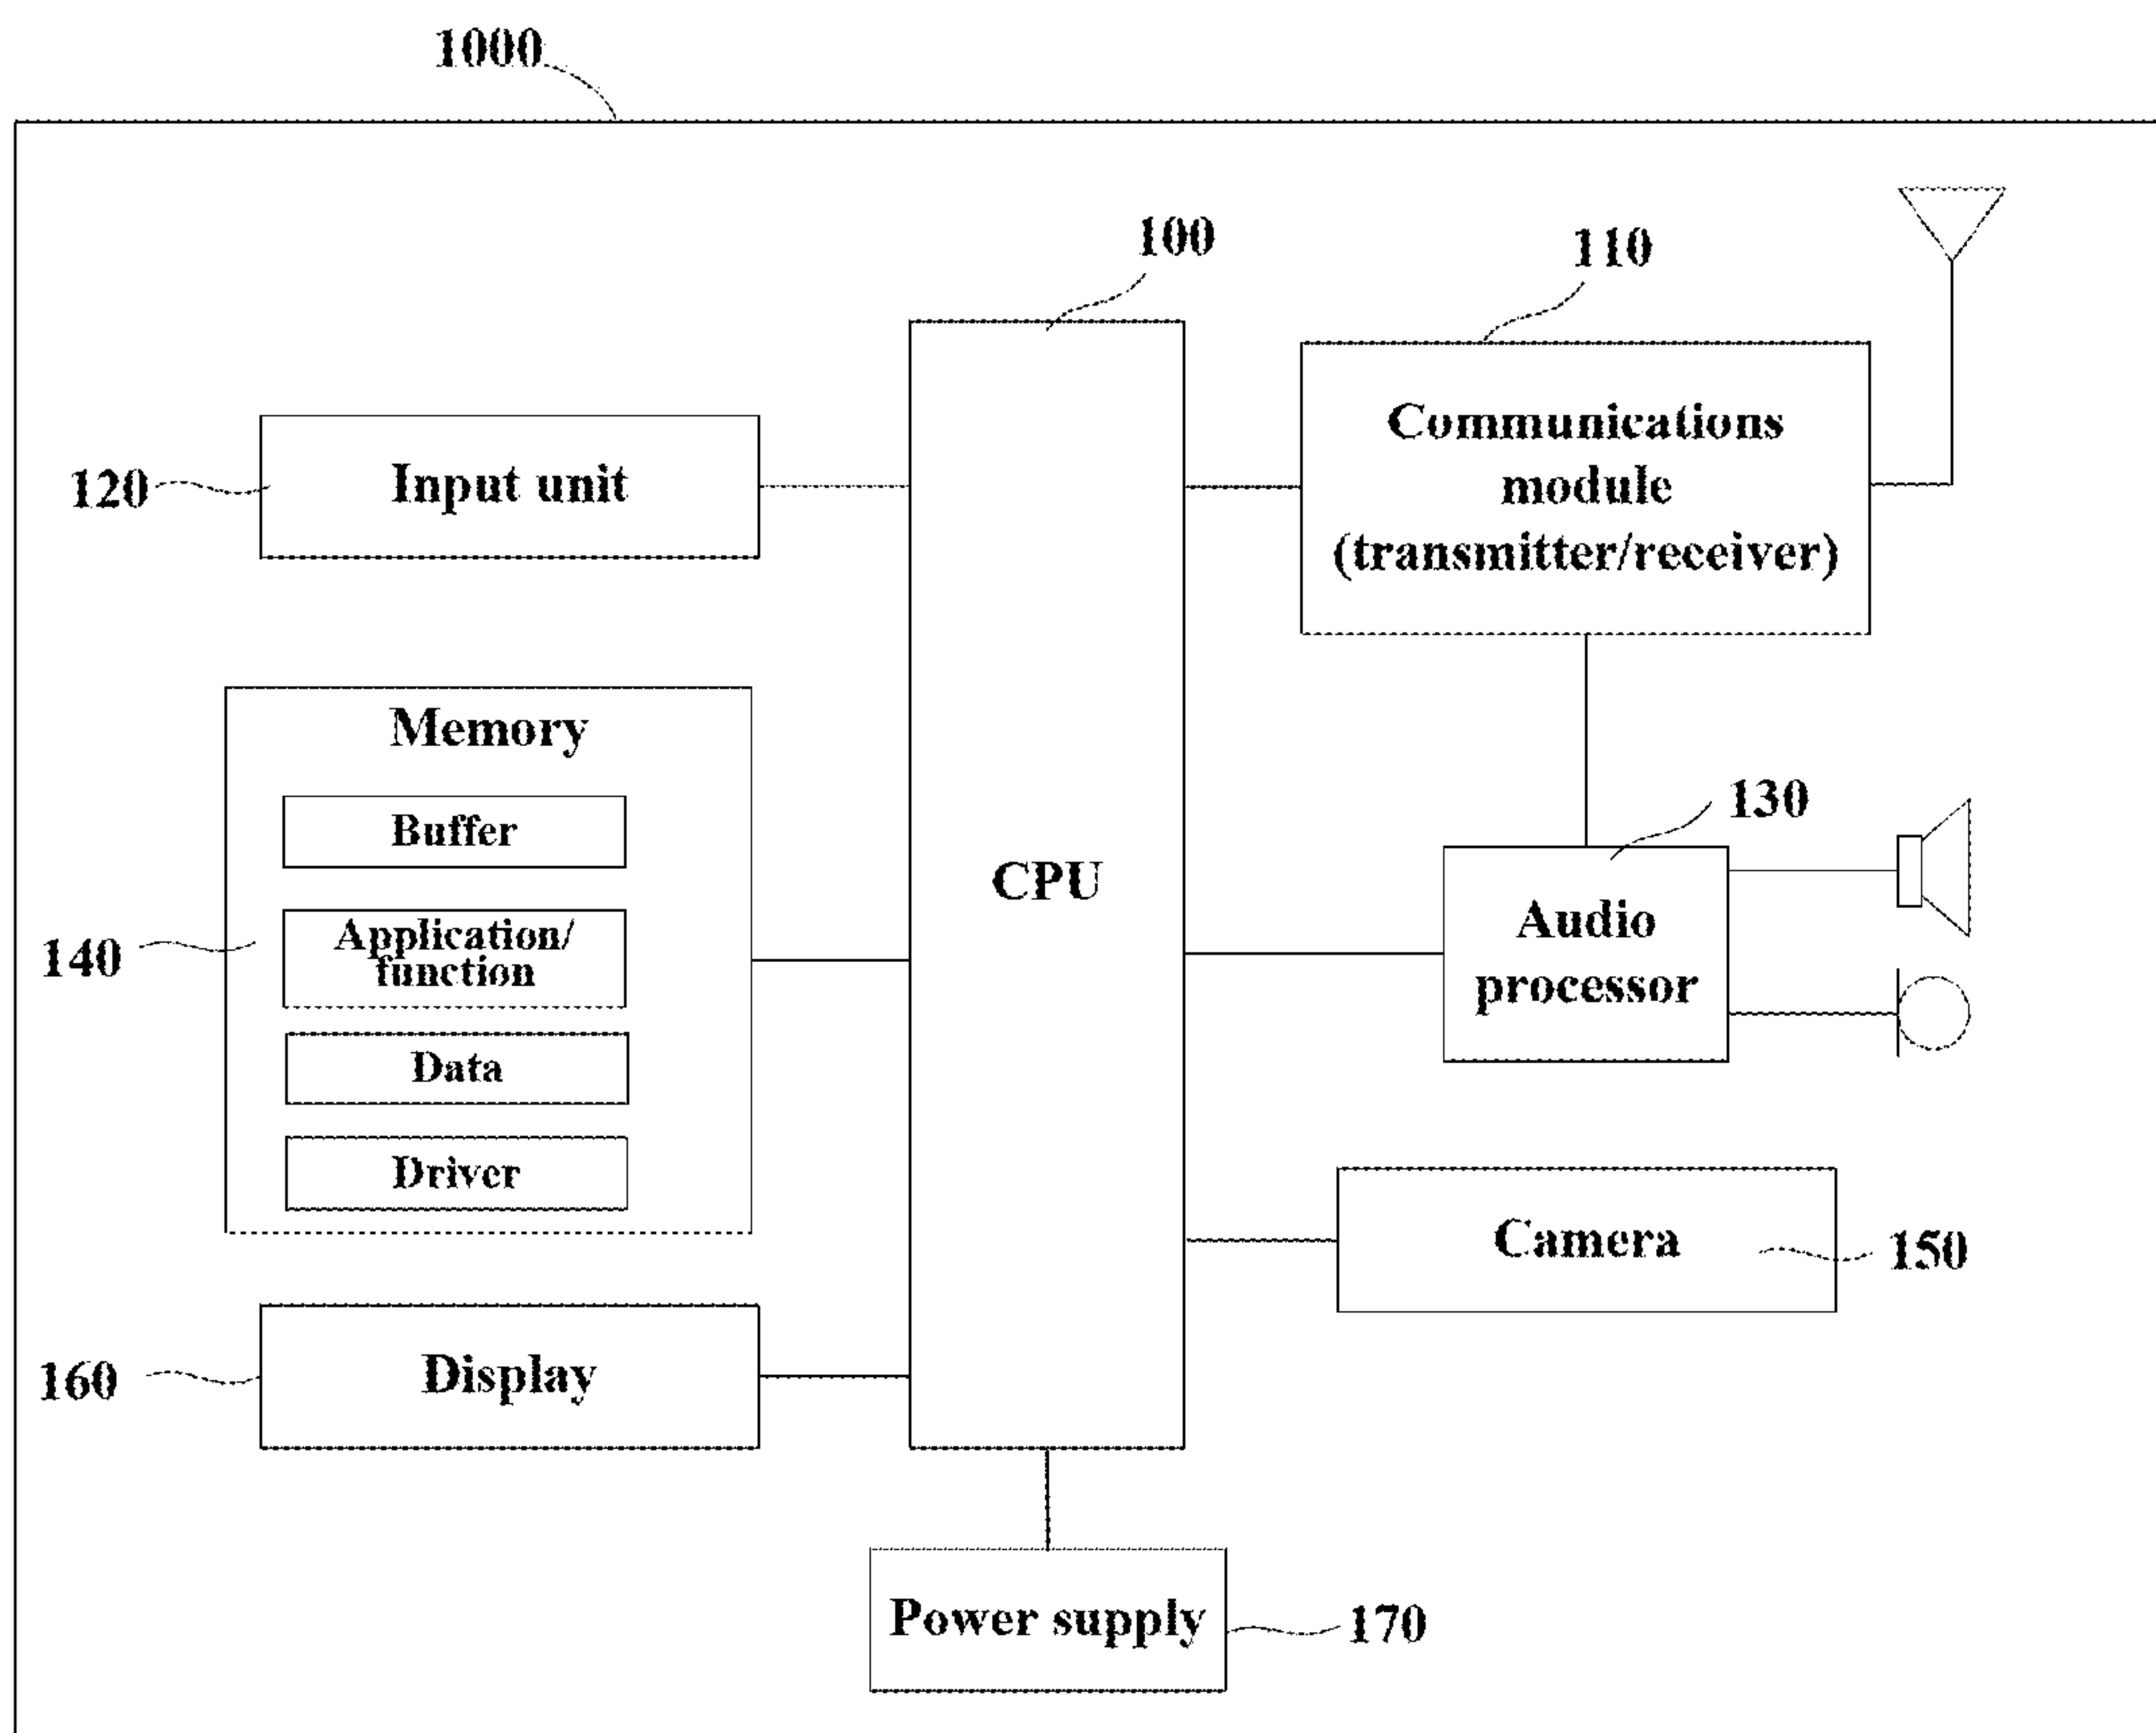 1000
100
110
Communications
module
(transmitter/receiver)
120
Input unit
Memory
Buffer
Application/
function
Data
Driver
140
CPU
130
Audio
processor
Camera
150
160
Display
Power supply
170